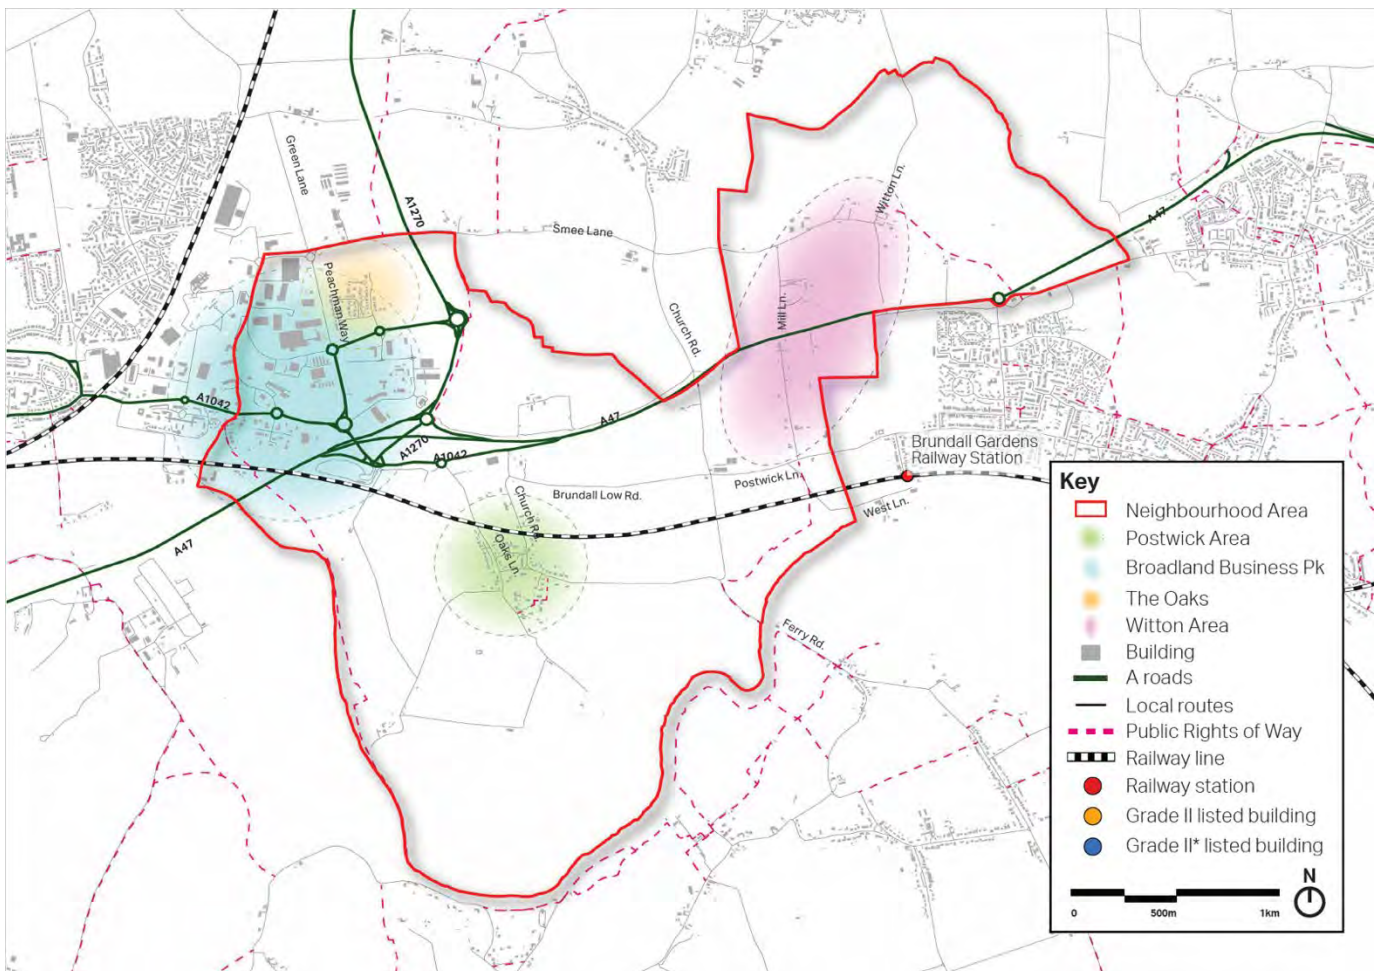 Green Lane
A1270
Smee Lane
Witton Ln.
A47
Peachman Way
Church Rd.
Mill Ln.
A1042
A47
A1270
A1042
Brundall Gardens
Railway Station
Postwick Ln.
Brundall Low Rd.
West Ln.
Church Rd.
Oaks Ln.
A47
Ferry Rd.
Key
Neighbourhood Area
Postwick Area
Broadland Business Pk
The Oaks
Witton Area
Building
A roads
Local routes
Public Rights of Way
Railway line
Railway station
Grade II listed building
Grade II* listed building
N
0 500m 1km